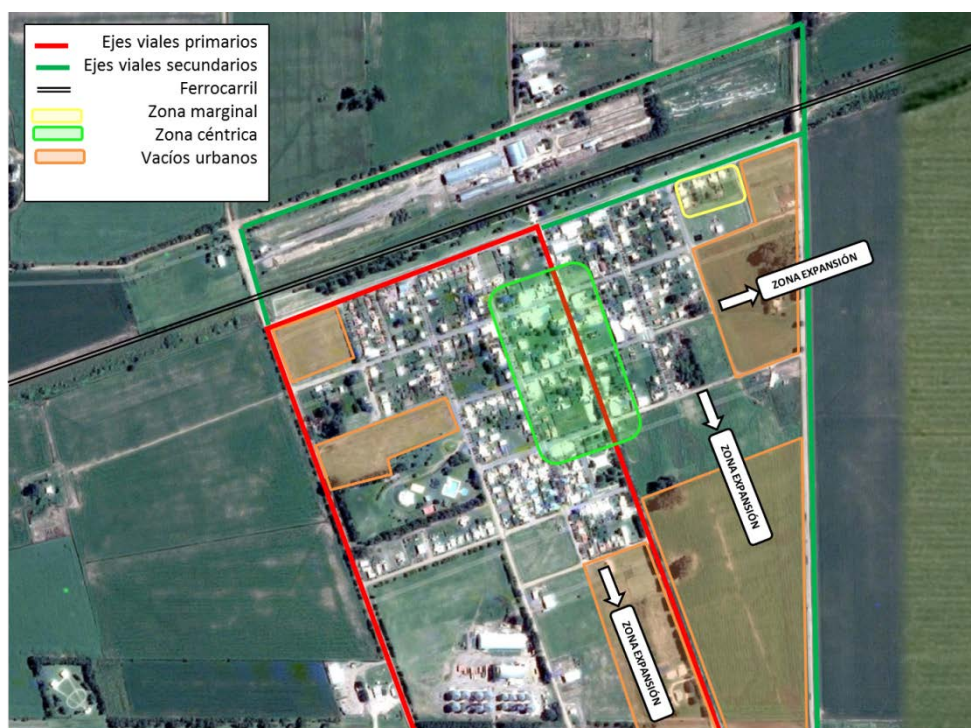 Ejes viales primarios
Ejes viales secundarios
Ferrocarril
Zona marginal
Zona céntrica
Vacíos urbanos
ZONA EXPANSIÓN
ZONA EXPANSIÓN
ZONA EXPANSIÓN